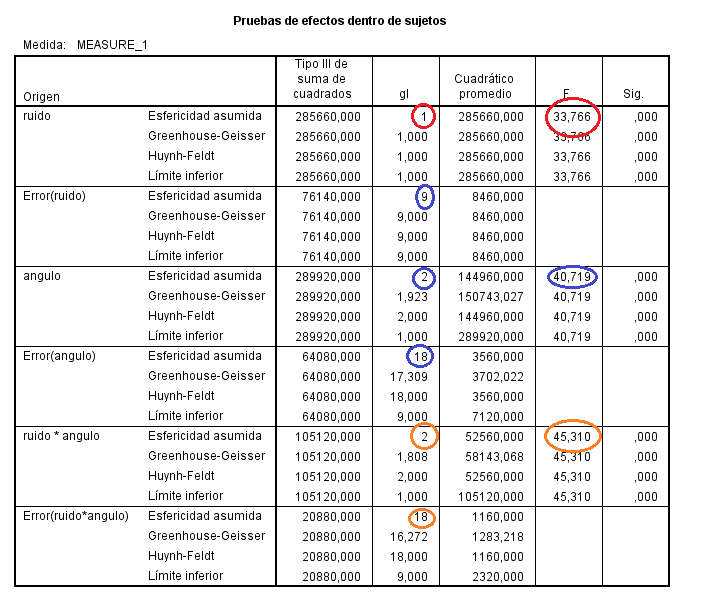 Pruebas de efectos dentro de sujetos
Medida: MEASURE_1
Origen Tipo III de suma de cuadrados gl Cuadrático promedio F Sig.
ruido Esfericidad asumida 285660,000 1 285660,000 33,766 ,000
Greenhouse-Geisser 285660,000 1,000 285660,000 33,766 ,000
Huynh-Feldt 285660,000 1,000 285660,000 33,766 ,000
Límite inferior 285660,000 1,000 285660,000 33,766 ,000
Error(ruido) Esfericidad asumida 76140,000 9 8460,000
Greenhouse-Geisser 76140,000 9,000 8460,000
Huynh-Feldt 76140,000 9,000 8460,000
Límite inferior 76140,000 9,000 8460,000
angulo Esfericidad asumida 289920,000 2 144960,000 40,719 ,000
Greenhouse-Geisser 289920,000 1,923 150743,027 40,719 ,000
Huynh-Feldt 289920,000 2,000 144960,000 40,719 ,000
Límite inferior 289920,000 1,000 289920,000 40,719 ,000
Error(angulo) Esfericidad asumida 64080,000 18 3560,000
Greenhouse-Geisser 64080,000 17,309 3702,022
Huynh-Feldt 64080,000 18,000 3560,000
Límite inferior 64080,000 9,000 7120,000
ruido * angulo Esfericidad asumida 105120,000 2 52560,000 45,310 ,000
Greenhouse-Geisser 105120,000 1,808 58143,068 45,310 ,000
Huynh-Feldt 105120,000 2,000 52560,000 45,310 ,000
Límite inferior 105120,000 1,000 105120,000 45,310 ,000
Error(ruido*angulo) Esfericidad asumida 20880,000 18 1160,000
Greenhouse-Geisser 20880,000 16,272 1283,218
Huynh-Feldt 20880,000 18,000 1160,000
Límite inferior 20880,000 9,000 2320,000